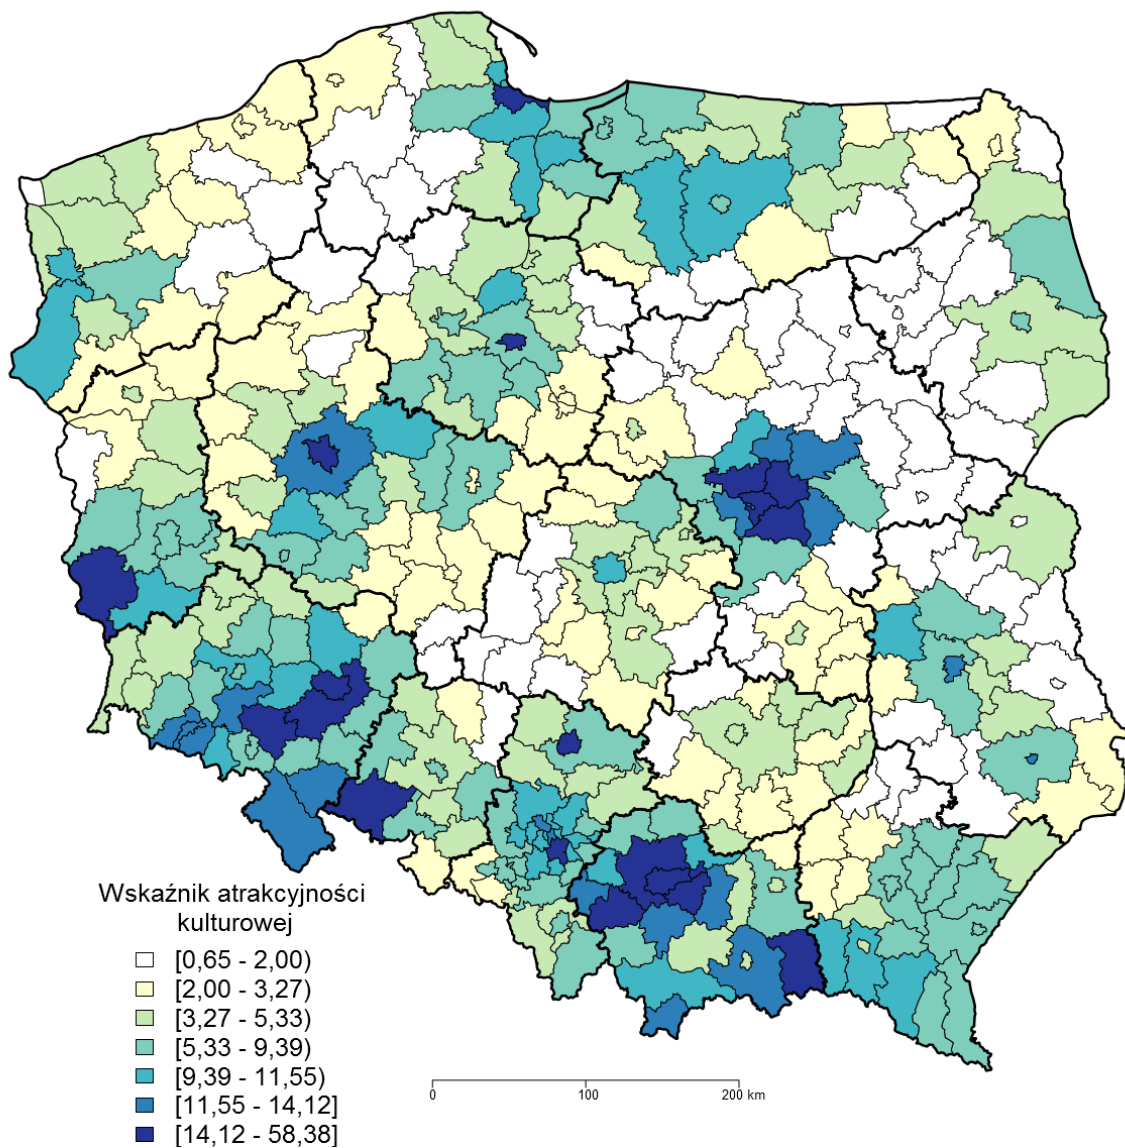 Wskaźnik atrakcyjności
kulturowej
[0,65 - 2,00)
[2,00 - 3,27)
[3,27 - 5,33)
[5,33 - 9,39)
[9,39 - 11,55)
[11,55 - 14,12]
[14,12 - 58,38]
0 100 200 km